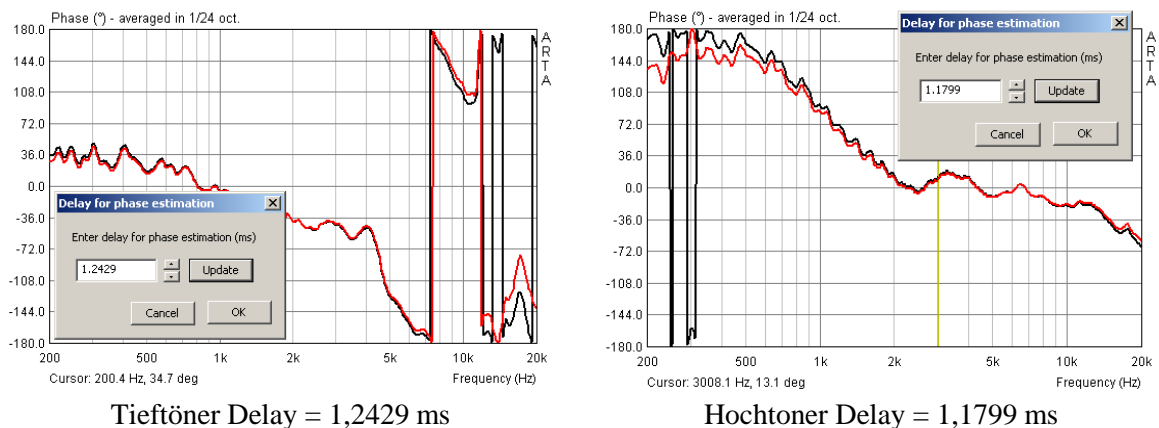 Phase (°) - averaged in 1/24 oct.
180.0
144.0
108.0
72.0
36.0
0.0
-36.0
-72.0
-108.0
-144.0
-180.0
A
R
T
A
Delay for phase estimation
Enter delay for phase estimation (ms)
1.2429
Update
Cancel
OK
200
500
1k
2k
5k
10k
20k
Cursor: 200.4 Hz, 34.7 deg
Frequency (Hz)
Tieftöner Delay = 1,2429 ms
Phase (°) - averaged in 1/24 oct.
180.0
144.0
108.0
72.0
36.0
0.0
-36.0
-72.0
-108.0
-144.0
-180.0
A
R
T
A
Delay for phase estimation
Enter delay for phase estimation (ms)
1.1799
Update
Cancel
OK
200
500
1k
2k
5k
10k
20k
Cursor: 3008.1 Hz, 13.1 deg
Frequency (Hz)
Hochtoner Delay = 1,1799 ms